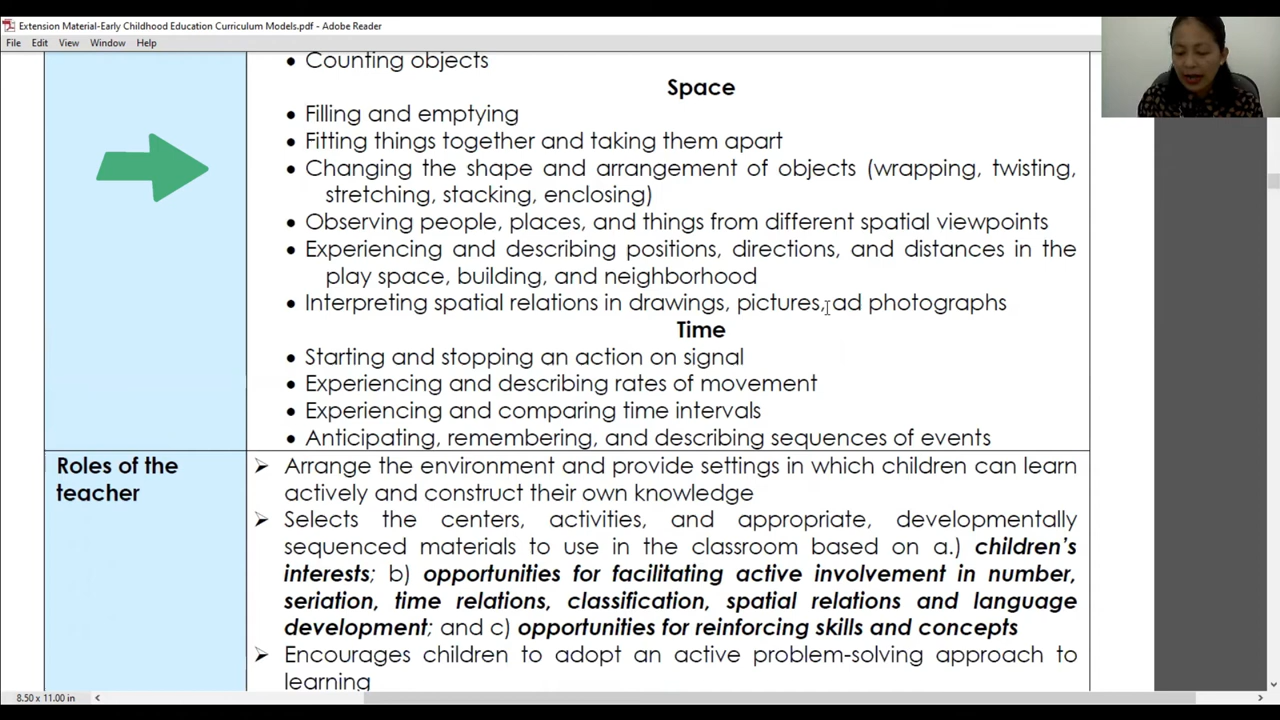 Extension Material-Early Childhood Education Curriculum Models.pdf - Adobe Reader
File Edit View Window Help
• Counting objects
Space
• Filling and emptying
• Fitting things together and taking them apart
• Changing the shape and arrangement of objects (wrapping, twisting,
stretching, stacking, enclosing)
• Observing people, places, and things from different spatial viewpoints
• Experiencing and describing positions, directions, and distances in the
play space, building, and neighborhood
• Interpreting spatial relations in drawings, pictures, ad photographs
Time
• Starting and stopping an action on signal
• Experiencing and describing rates of movement
• Experiencing and comparing time intervals
• Anticipating, remembering, and describing sequences of events
Roles of the
teacher
➢ Arrange the environment and provide settings in which children can learn
actively and construct their own knowledge
➢ Selects the centers, activities, and appropriate, developmentally
sequenced materials to use in the classroom based on a.) children's
interests; b) opportunities for facilitating active involvement in number,
seriation, time relations, classification, spatial relations and language
development; and c) opportunities for reinforcing skills and concepts
➢ Encourages children to adopt an active problem-solving approach to
learning
8.50 x 11.00 in